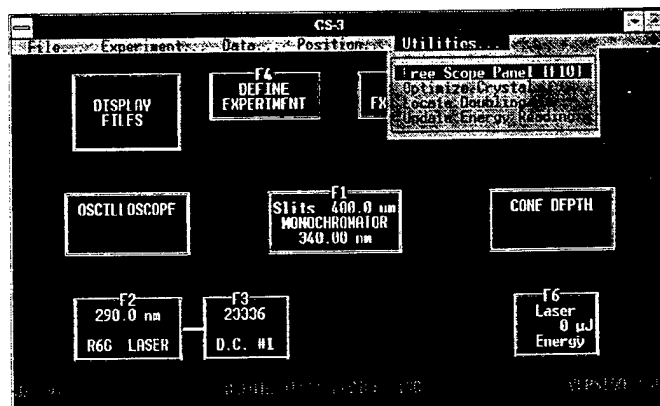 CS-3
File... Experiment... Data... Position... Utilities...
Free Scope Panel (F10)
Optimize Crystal
Locate Doubling
Update Energy Reading
DISPLAY
FILES
F4
DEFINE
EXPERIMENT
OSCILLOSCOPE
F1
Slits 400.0 um
MONOCHROMATOR
340.00 nm
CONE DEPTH
F2
290.0 nm
R6G LASER
F3
D.C. #1
F6
Laser
0 µJ
Energy